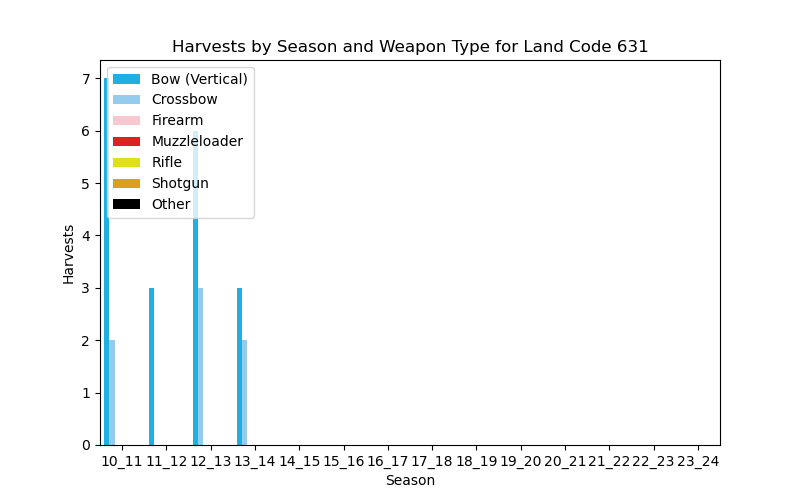 Harvests by Season and Weapon Type for Land Code 631
7
6
5
4
3
2
1
0
Harvests
Bow (Vertical)
Crossbow
Firearm
Muzzleloader
Rifle
Shotgun
Other
10_11 11_12 12_13 13_14 14_15 15_16 16_17 17_18 18_19 19_20 20_21 21_22 22_23 23_24
Season